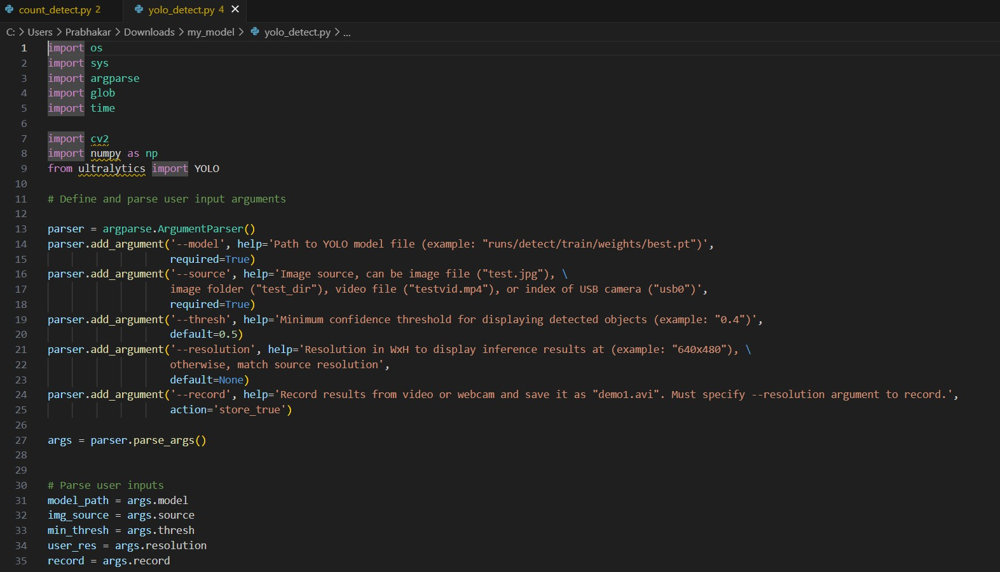 count_detect.py 2
yolo_detect.py 4
C: > Users > Prabhakar > Downloads > my_model > yolo_detect.py > ...
1 import os
2 import sys
3 import argparse
4 import glob
5 import time
6
7 import cv2
8 import numpy as np
9 from ultralytics import YOLO
10
11 # Define and parse user input arguments
12
13 parser = argparse.ArgumentParser()
14 parser.add_argument('--model', help='Path to YOLO model file (example: "runs/detect/train/weights/best.pt")',
15 required=True)
16 parser.add_argument('--source', help='Image source, can be image file ("test.jpg"), \
17 image folder ("test_dir"), video file ("testvid.mp4"), or index of USB camera ("usb0")',
18 required=True)
19 parser.add_argument('--thresh', help='Minimum confidence threshold for displaying detected objects (example: "0.4")',
20 default=0.5)
21 parser.add_argument('--resolution', help='Resolution in WxH to display inference results at (example: "640x480"), \
22 otherwise, match source resolution',
23 default=None)
24 parser.add_argument('--record', help='Record results from video or webcam and save it as "demo1.avi". Must specify --resolution argument to record.',
25 action='store_true')
26
27 args = parser.parse_args()
28
29
30 # Parse user inputs
31 model_path = args.model
32 img_source = args.source
33 min_thresh = args.thresh
34 user_res = args.resolution
35 record = args.record